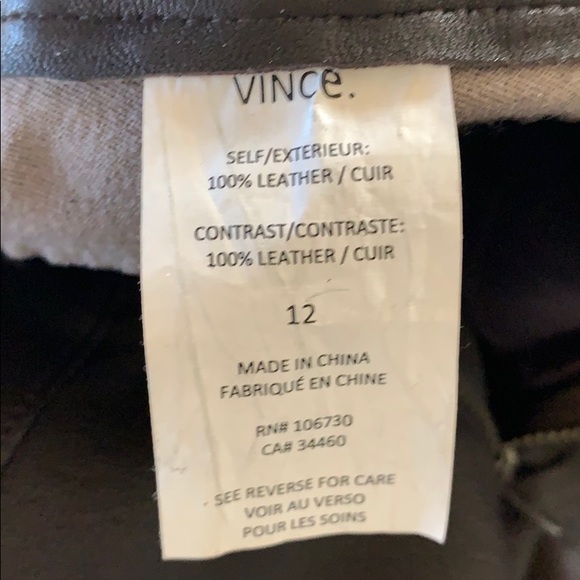 VINCe.
SELF/EXTERIEUR:
100% LEATHER / CUIR
CONTRAST/CONTRASTE:
100% LEATHER / CUIR
12
MADE IN CHINA
FABRIQUÉ EN CHINE
RN# 106730
CA# 34460
SEE REVERSE FOR CARE
VOIR AU VERSO
POUR LES SOINS